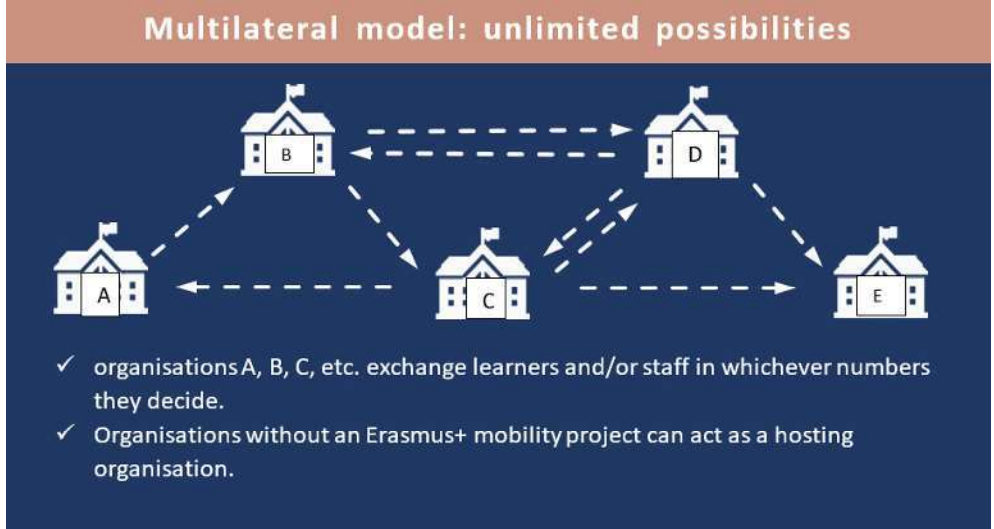 Multilateral model: unlimited possibilities
B
D
A
C
E
✓ organisations A, B, C, etc. exchange learners and/or staff in whichever numbers
they decide.
✓ Organisations without an Erasmus+ mobility project can act as a hosting
organisation.